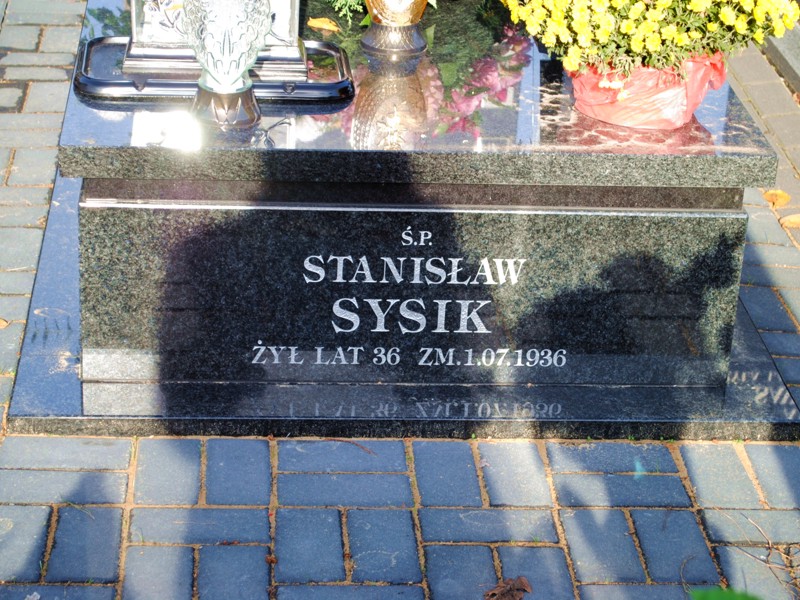 Ś.P.
STANISŁAW
SYSIK
ŻYŁ LAT 36 ZM.1.07.1936